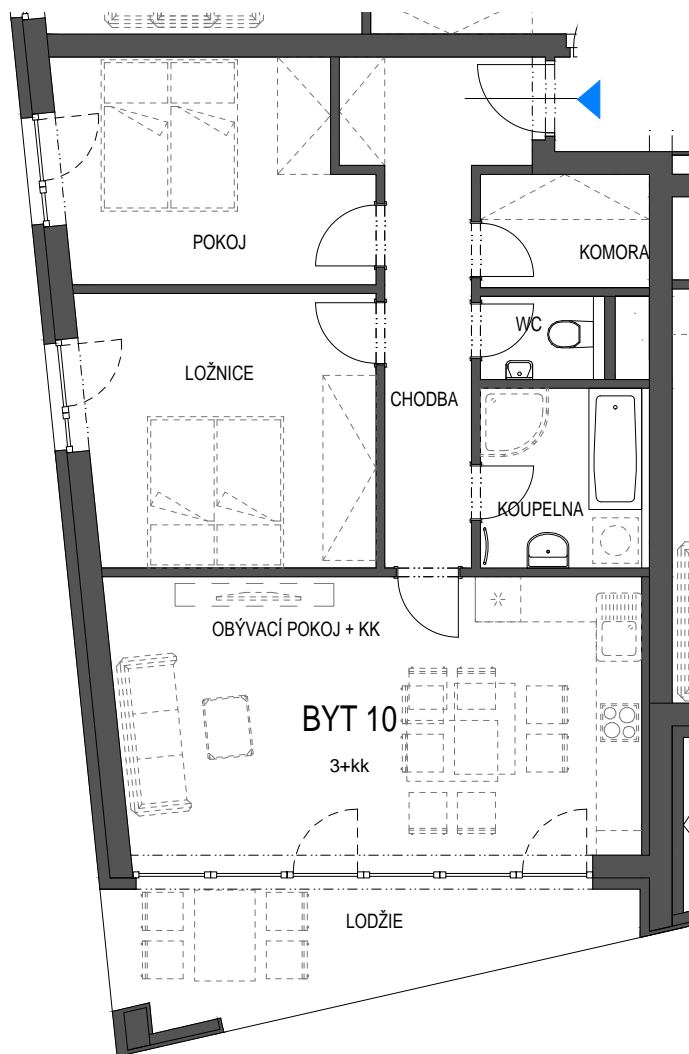 POKOJ
KOMORA
WC
LOŽNICE
CHODBA
KOUPELNA
OBÝVACÍ POKOJ + KK
BYT 10
3+kk
LODŽIE